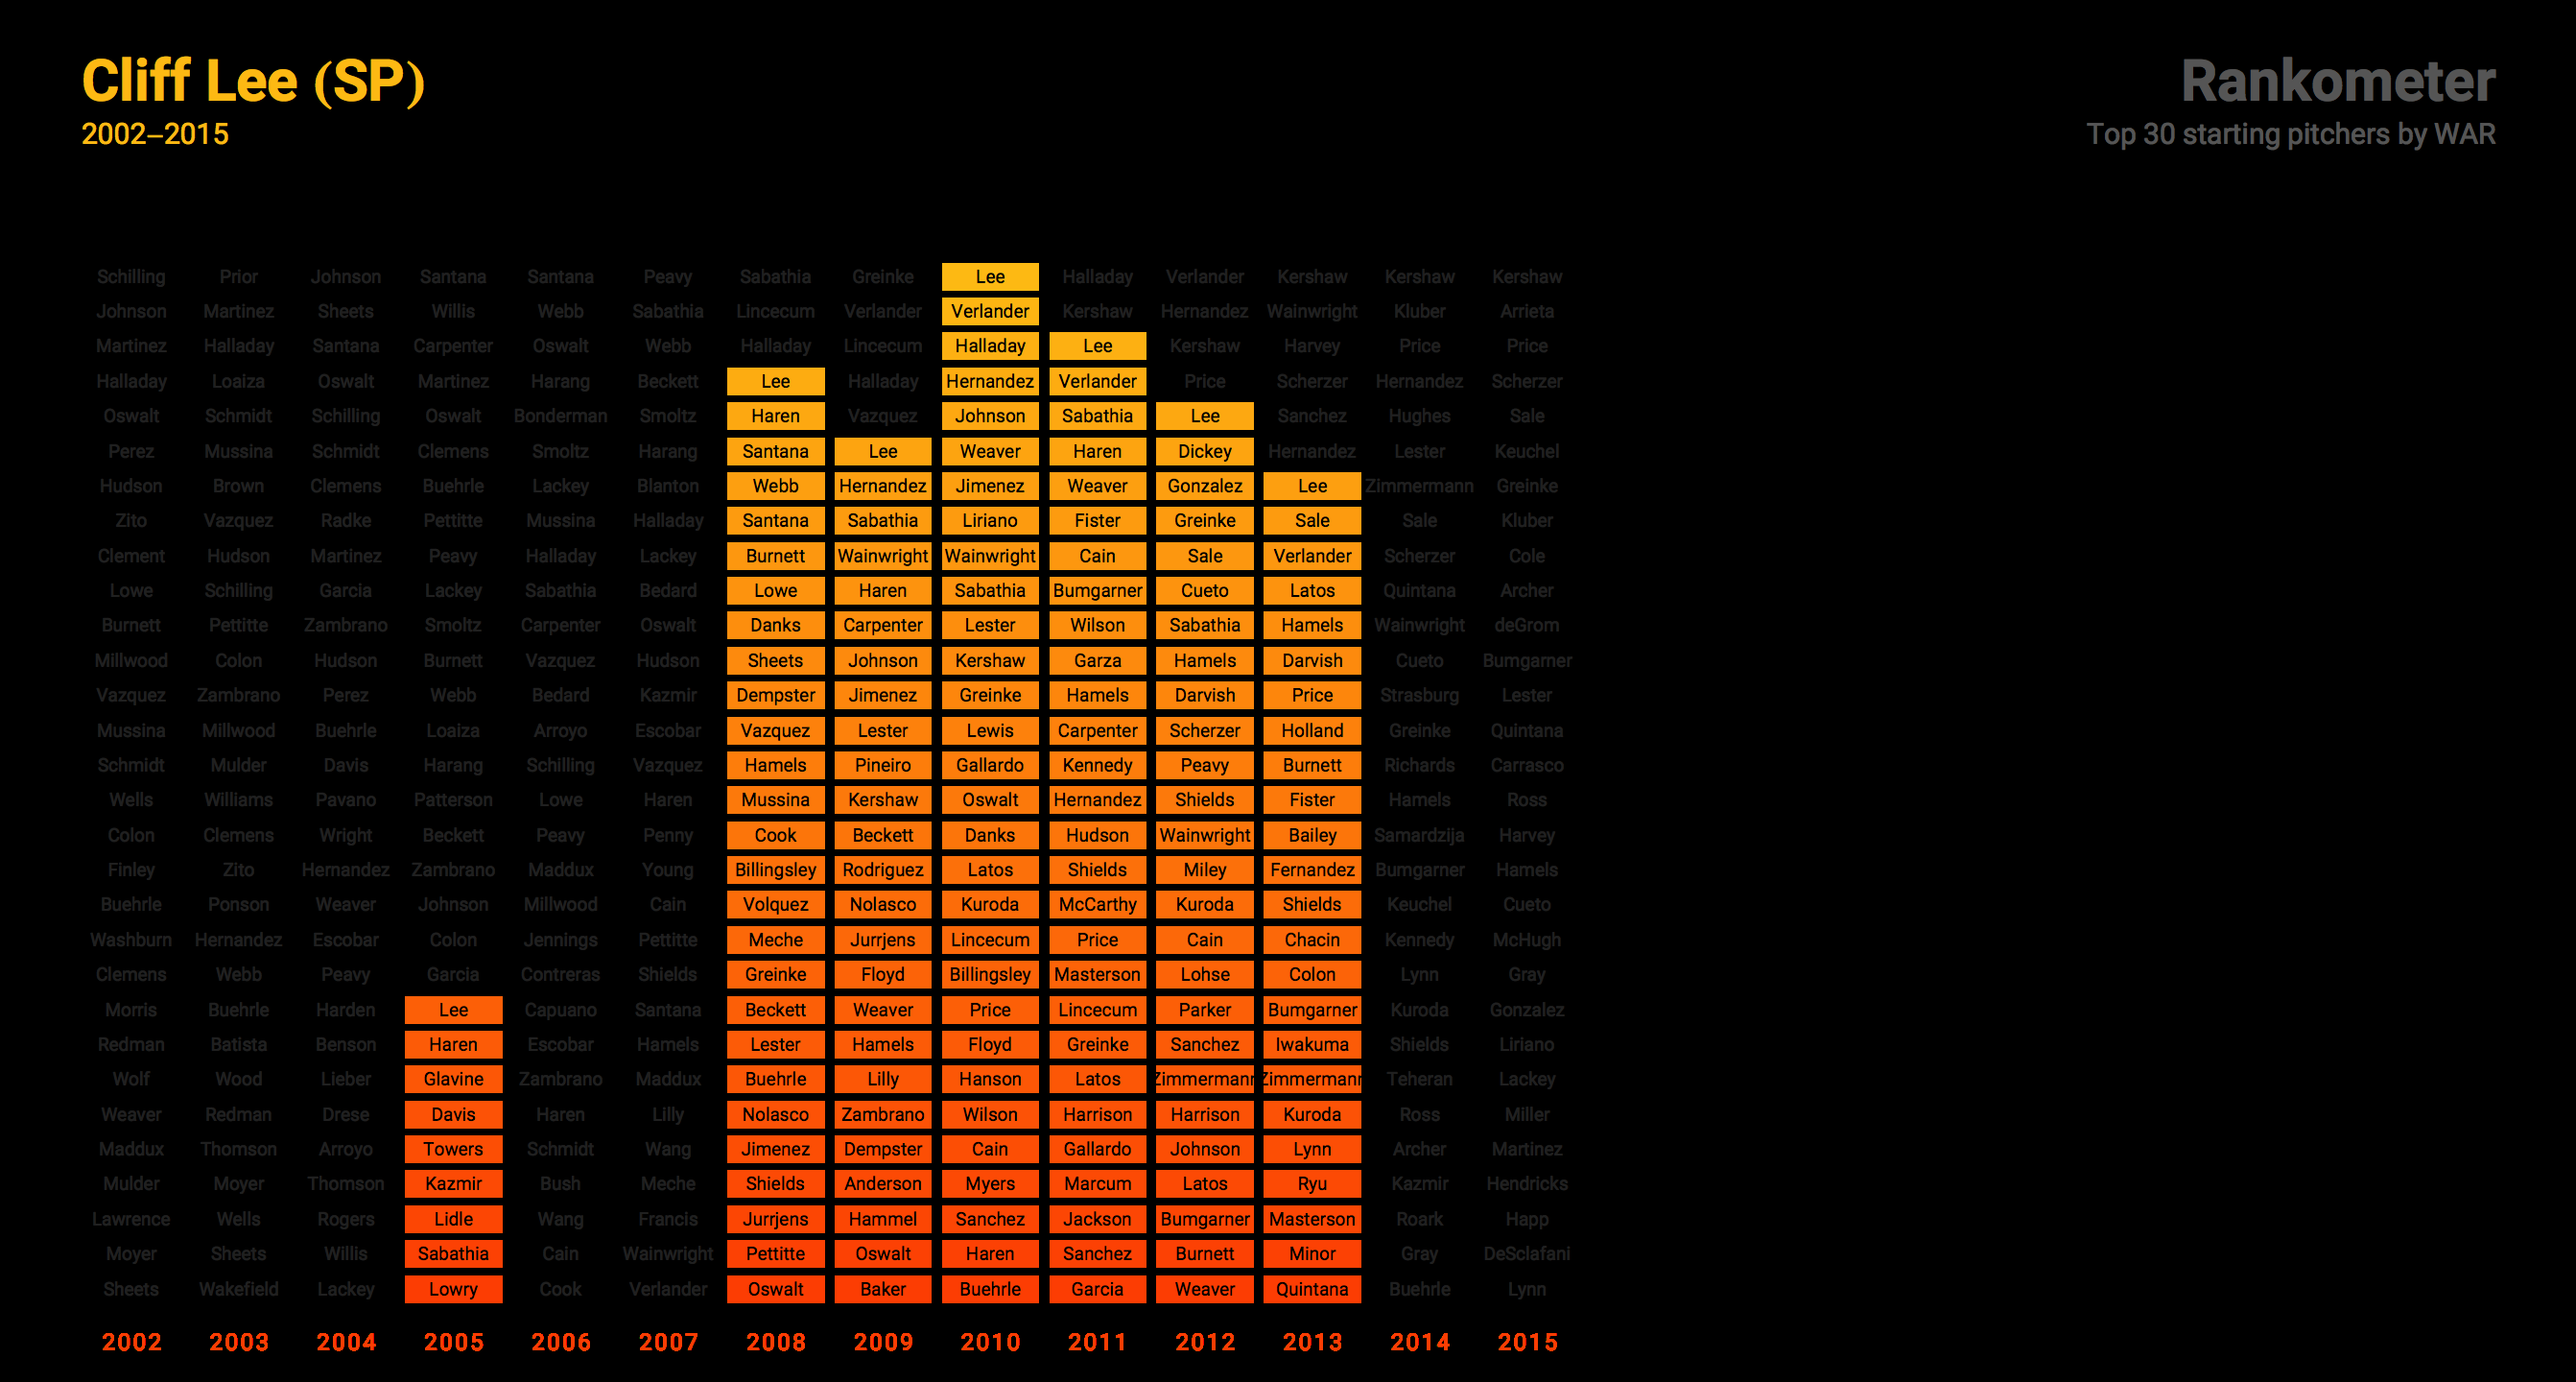 Cliff Lee (SP)
2002–2015
Rankometer
Top 30 starting pitchers by WAR
Schilling Prior Johnson Santana Santana Peavy Sabathia Greinke Lee Halladay Verlander Kershaw Kershaw Kershaw
Johnson Martinez Sheets Willis Webb Sabathia Lincecum Verlander Verlander Kershaw Hernandez Wainwright Kluber Arrieta
Martinez Halladay Santana Carpenter Oswalt Webb Halladay Lincecum Halladay Lee Kershaw Harvey Price Price
Halladay Loaiza Oswalt Martinez Harang Beckett Lee Halladay Hernandez Verlander Price Scherzer Hernandez Scherzer
Oswalt Schmidt Schilling Oswalt Bonderman Smoltz Haren Vazquez Johnson Sabathia Lee Sanchez Hughes Sale
Perez Mussina Schmidt Clemens Smoltz Harang Santana Lee Weaver Haren Dickey Hernandez Lester Keuchel
Hudson Brown Clemens Buehrle Lackey Blanton Webb Hernandez Jimenez Weaver Gonzalez Lee Zimmermann Greinke
Zito Vazquez Radke Pettitte Mussina Halladay Santana Sabathia Liriano Fister Greinke Sale Sale Kluber
Clement Hudson Martinez Peavy Halladay Lackey Burnett Wainwright Wainwright Cain Sale Verlander Scherzer Cole
Lowe Schilling Garcia Lackey Sabathia Bedard Lowe Haren Sabathia Bumgarner Cueto Latos Quintana Archer
Burnett Pettitte Zambrano Smoltz Carpenter Oswalt Danks Carpenter Lester Wilson Sabathia Hamels Wainwright deGrom
Millwood Colon Hudson Burnett Vazquez Hudson Sheets Johnson Kershaw Garza Hamels Darvish Cueto Bumgarner
Vazquez Zambrano Perez Webb Bedard Kazmir Dempster Jimenez Greinke Hamels Darvish Price Strasburg Lester
Mussina Millwood Buehrle Loaiza Arroyo Escobar Vazquez Lester Lewis Carpenter Scherzer Holland Greinke Quintana
Schmidt Mulder Davis Harang Schilling Vazquez Hamels Pineiro Gallardo Kennedy Peavy Burnett Richards Carrasco
Wells Williams Pavano Patterson Lowe Haren Mussina Kershaw Oswalt Hernandez Shields Fister Hamels Ross
Colon Clemens Wright Beckett Peavy Penny Cook Beckett Danks Hudson Wainwright Bailey Samardzija Harvey
Finley Zito Hernandez Zambrano Maddux Young Billingsley Rodriguez Latos Shields Miley Fernandez Bumgarner Hamels
Buehrle Ponson Weaver Johnson Millwood Cain Volquez Nolasco Kuroda McCarthy Kuroda Shields Keuchel Cueto
Washburn Hernandez Escobar Colon Jennings Pettitte Meche Jurrjens Lincecum Price Cain Chacin Kennedy McHugh
Clemens Webb Peavy Garcia Contreras Shields Greinke Floyd Billingsley Masterson Lohse Colon Lynn Gray
Morris Buehrle Harden Lee Capuano Santana Beckett Weaver Price Lincecum Parker Bumgarner Kuroda Gonzalez
Redman Batista Benson Haren Escobar Hamels Lester Hamels Floyd Greinke Sanchez Iwakuma Shields Liriano
Wolf Wood Lieber Glavine Zambrano Maddux Buehrle Lilly Hanson Latos Zimmermann Zimmermann Teheran Lackey
Weaver Redman Drese Davis Haren Lilly Nolasco Zambrano Wilson Harrison Harrison Kuroda Ross Miller
Maddux Thomson Arroyo Towers Schmidt Wang Jimenez Dempster Cain Gallardo Johnson Lynn Archer Martinez
Mulder Moyer Thomson Kazmir Bush Meche Shields Anderson Myers Marcum Latos Ryu Kazmir Hendricks
Lawrence Wells Rogers Lidle Wang Francis Jurrjens Hammel Sanchez Jackson Bumgarner Masterson Roark Happ
Moyer Sheets Willis Sabathia Cain Wainwright Pettitte Oswalt Haren Sanchez Burnett Minor Gray DeSclafani
Sheets Wakefield Lackey Lowry Cook Verlander Oswalt Baker Buehrle Garcia Weaver Quintana Buehrle Lynn
2002 2003 2004 2005 2006 2007 2008 2009 2010 2011 2012 2013 2014 2015